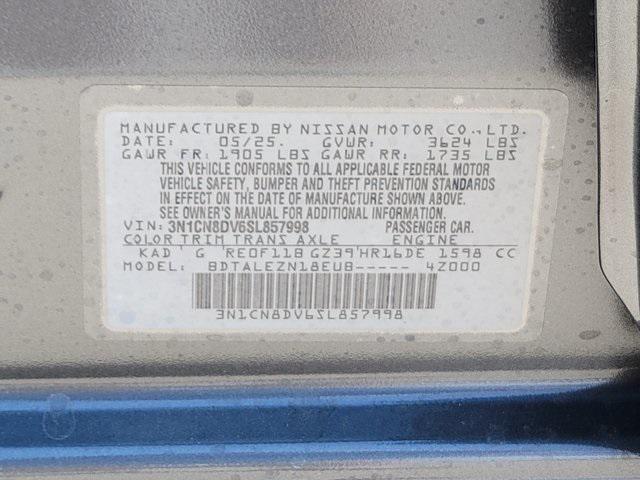 MANUFACTURED BY NISSAN MOTOR CO., LTD.
DATE: 05/25. GVWR: 3624 LBS
GAWR FR: 1905 LBS GAWR RR: 1735 LBS
THIS VEHICLE CONFORMS TO ALL APPLICABLE FEDERAL MOTOR
VEHICLE SAFETY, BUMPER AND THEFT PREVENTION STANDARDS
IN EFFECT ON THE DATE OF MANUFACTURE SHOWN ABOVE.
SEE OWNER'S MANUAL FOR ADDITIONAL INFORMATION.
VIN: 3N1CN8DV6SL857998 PASSENGER CAR.
COLOR TRIM TRANS AXLE ENGINE
KAD G RE0F11B GZ39 HR16DE 1598 CC
BDTALEZN18EUB----- 4Z000
3N1CN8DV6SL857998